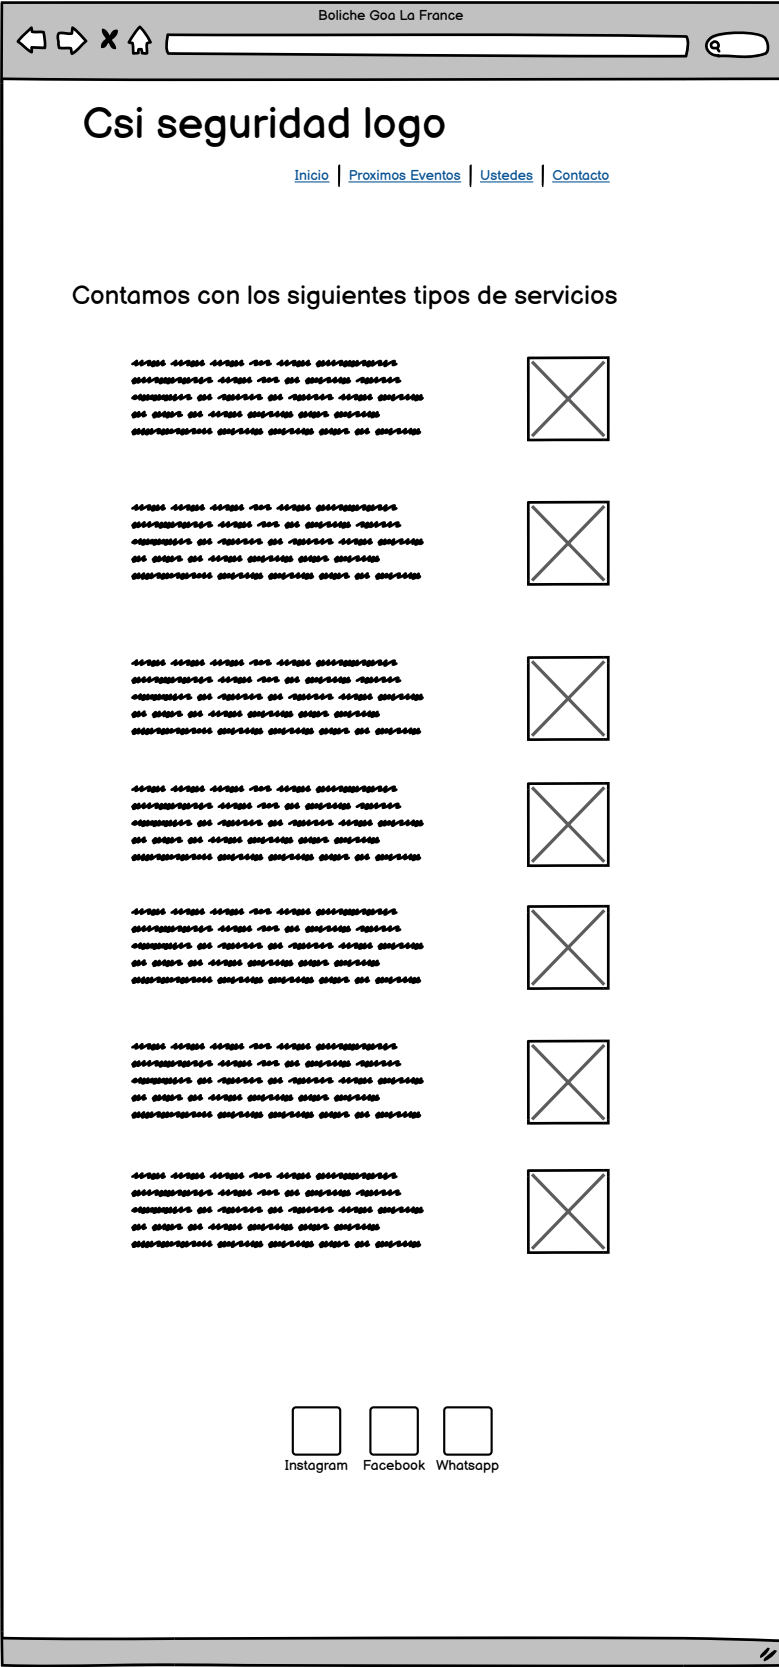 Boliche Goa La France
Csi seguridad logo
Inicio | Proximos Eventos | Ustedes | Contacto
Contamos con los siguientes tipos de servicios
Instagram Facebook Whatsapp